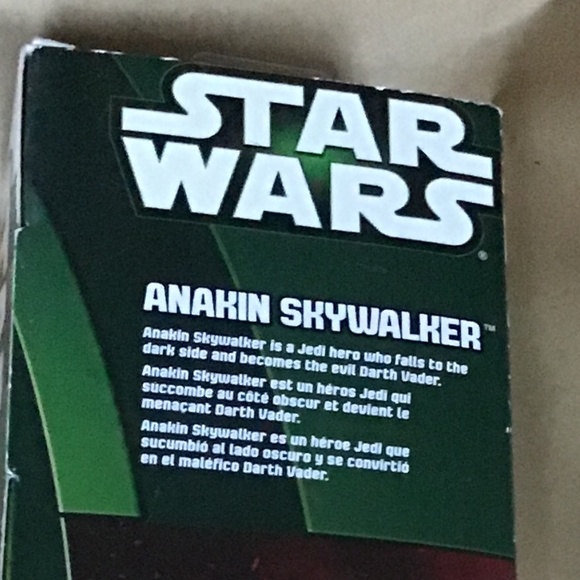 STAR
WARS®
ANAKIN SKYWALKER™
Anakin Skywalker is a Jedi hero who falls to the
dark side and becomes the evil Darth Vader.
Anakin Skywalker est un héros Jedi qui
succombe au côté obscur et devient le
menaçant Darth Vader.
Anakin Skywalker es un héroe Jedi que
sucumbió al lado oscuro y se convirtió
en el maléfico Darth Vader.